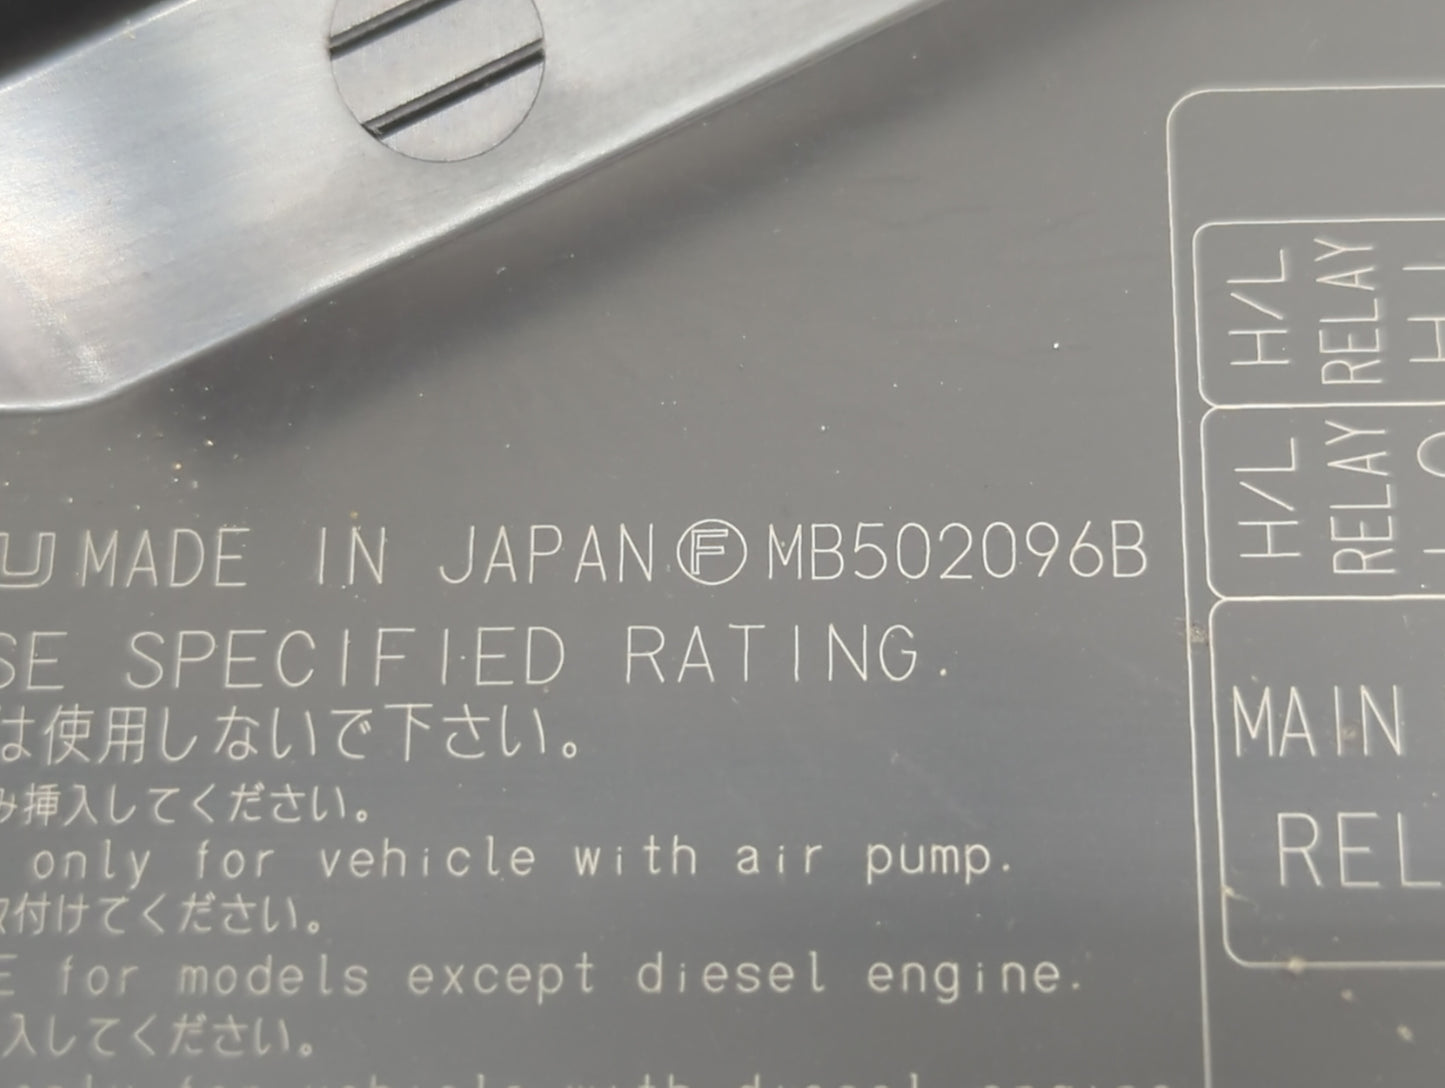 U MADE IN JAPAN Ⓕ MB502096B
SE SPECIFIED RATING.
は使用しないで下さい。
み挿入してください。
only for vehicle with air pump.
付けてください。
E for models except diesel engine.
入してください。
H/L
RELAY
H/L
RELAY
MAIN
REL